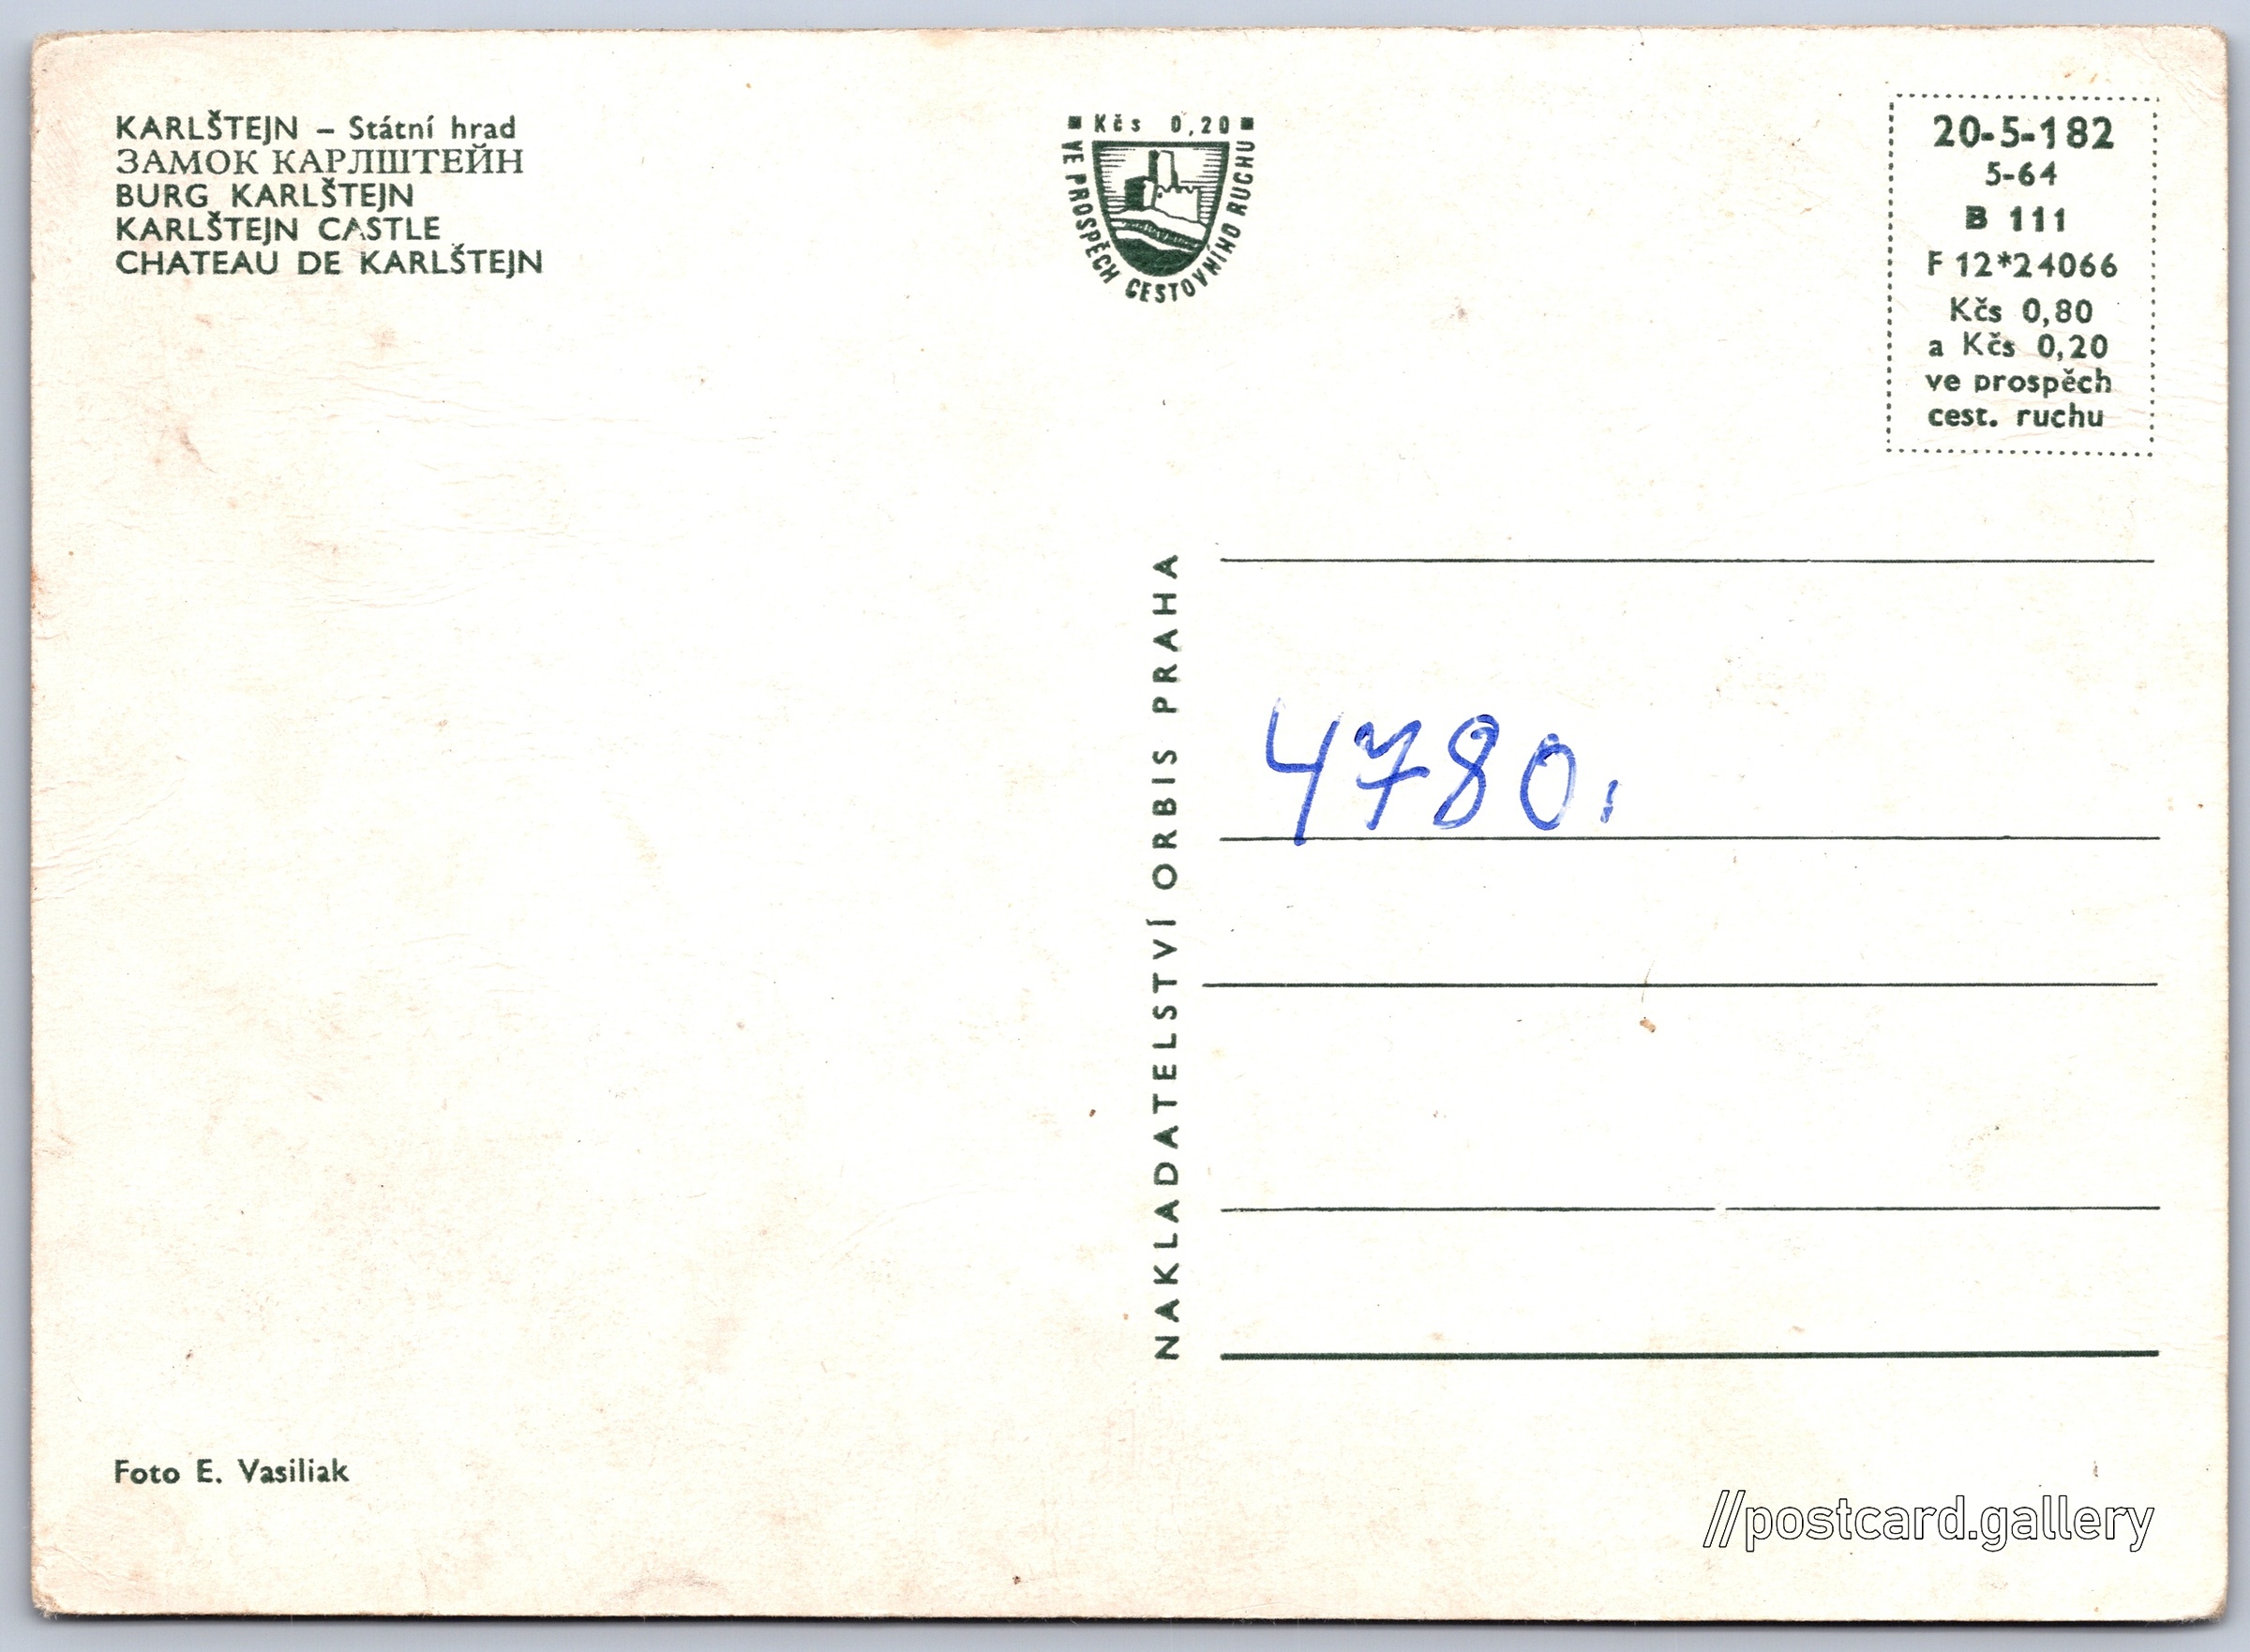 KARLŠTEJN – Státní hrad
ЗАМОК КАРЛШТЕЙН
BURG KARLŠTEJN
KARLŠTEJN CASTLE
CHATEAU DE KARLŠTEJN
Kčs 0,20
VE PROSPĚCH CESTOVNÍHO RUCHU
20-5-182
5-64
B 111
F 12*24066
Kčs 0,80
a Kčs 0,20
ve prospěch
cest. ruchu
NAKLADATELSTVÍ ORBIS PRAHA
4780,
Foto E. Vasiliak
//postcard.gallery